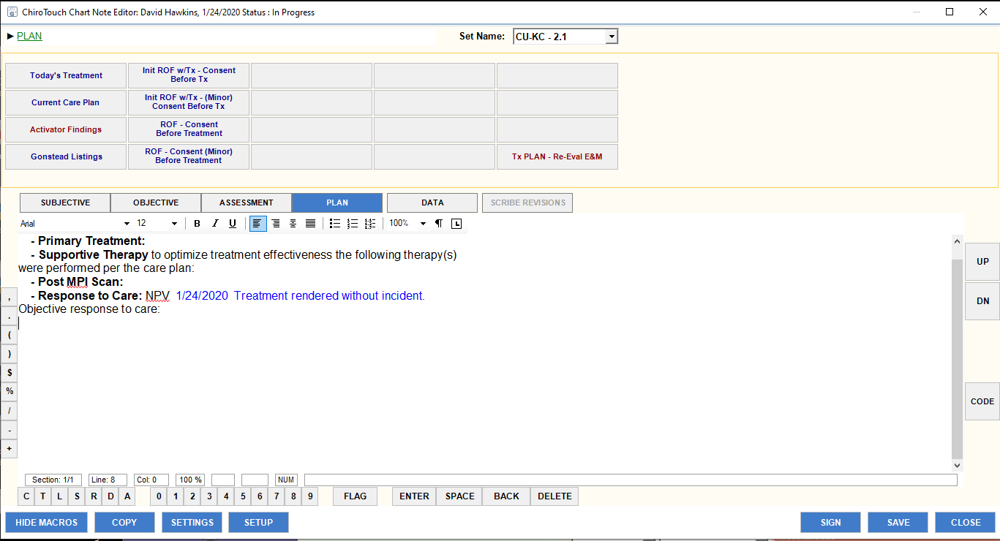 ChiroTouch Chart Note Editor: David Hawkins, 1/24/2020 Status : In Progress
PLAN
Set Name: CU-KC - 2.1
Today's Treatment
Init ROF w/Tx - Consent
Before Tx
Current Care Plan
Init ROF w/Tx - (Minor)
Consent Before Tx
Activator Findings
ROF - Consent
Before Treatment
Gonstead Listings
ROF - Consent (Minor)
Before Treatment
Tx PLAN - Re-Eval E&M
SUBJECTIVE OBJECTIVE ASSESSMENT PLAN DATA SCRIBE REVISIONS
Arial 12 B I U 100% ¶ L
- Primary Treatment:
- Supportive Therapy to optimize treatment effectiveness the following therapy(s)
were performed per the care plan:
- Post MPI Scan:
- Response to Care: NPV 1/24/2020 Treatment rendered without incident.
Objective response to care:
,
.
(
)
$
%
/
-
+
UP
DN
CODE
Section: 1/1 Line: 8 Col: 0 100 % NUM
C T L S R D A 0 1 2 3 4 5 6 7 8 9 FLAG ENTER SPACE BACK DELETE
HIDE MACROS COPY SETTINGS SETUP SIGN SAVE CLOSE